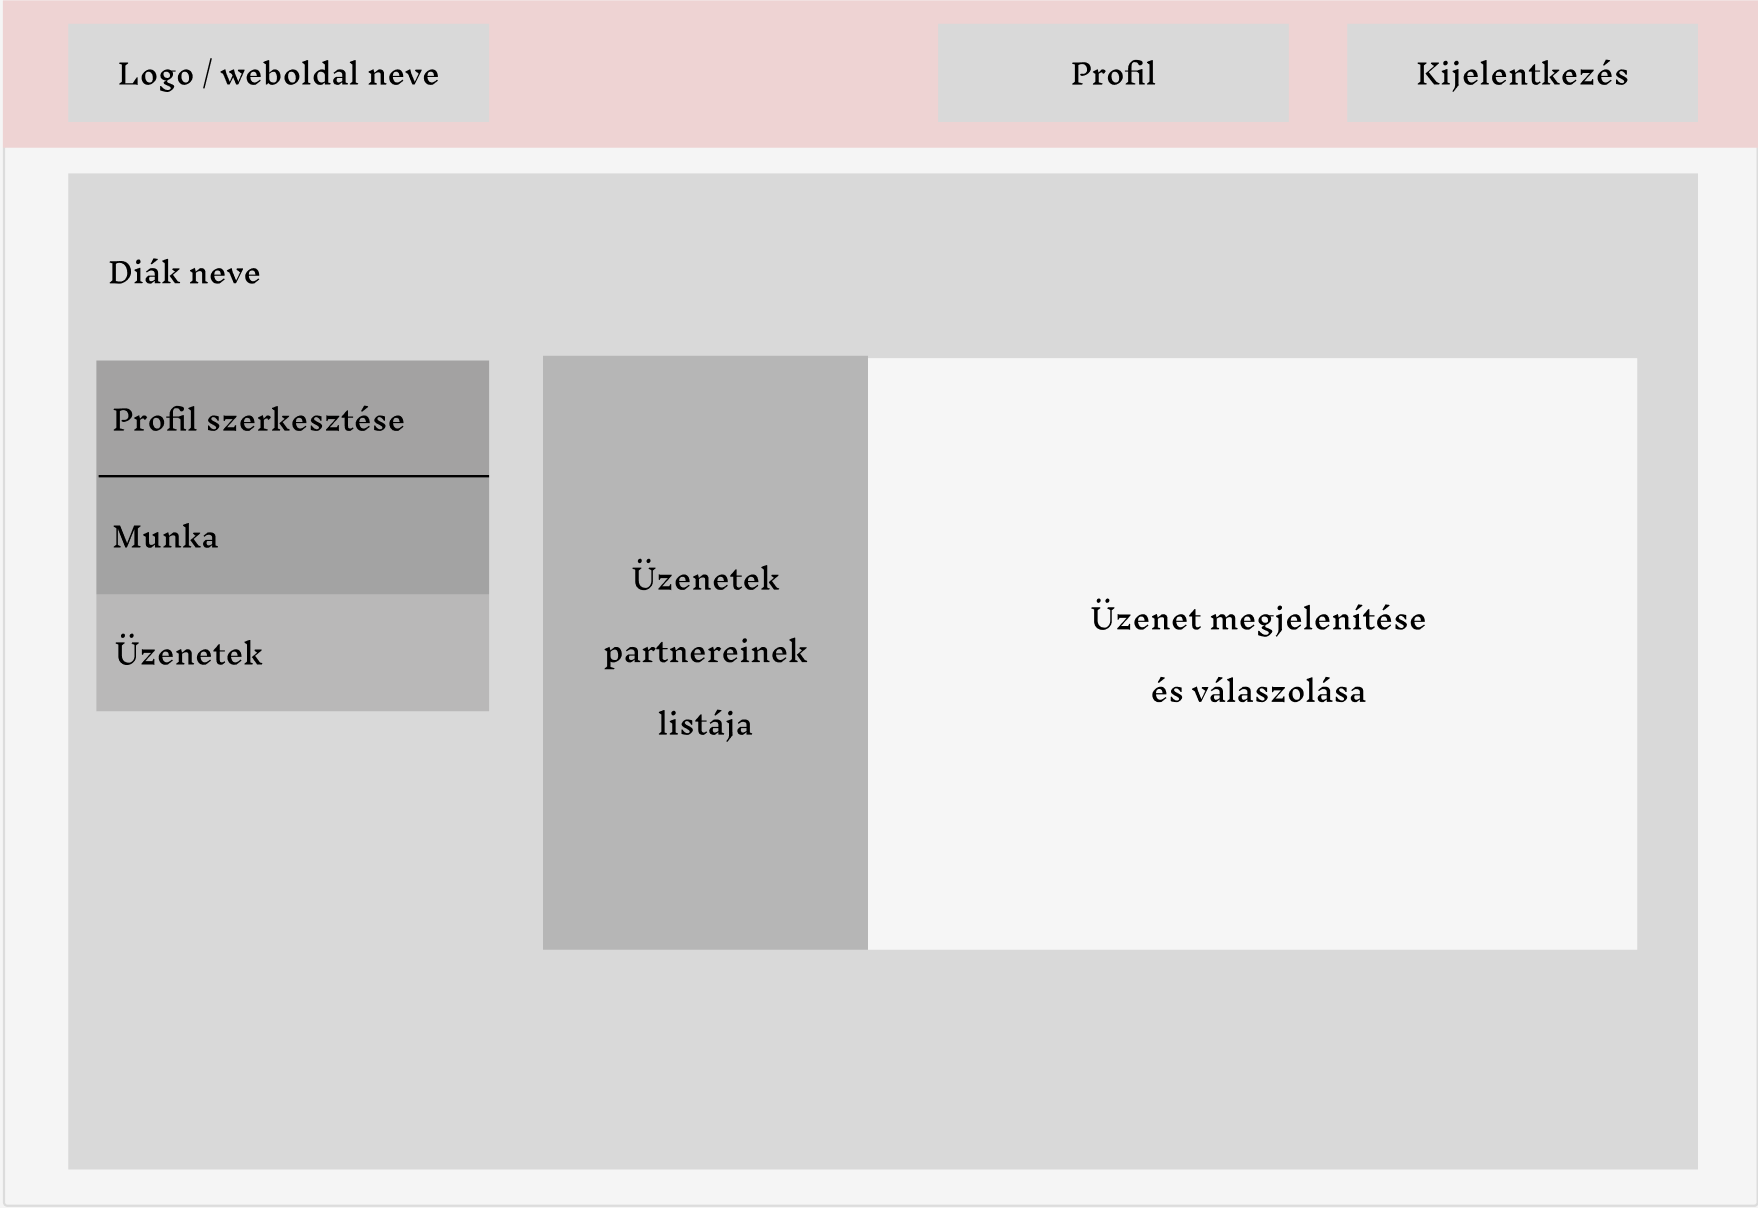 Logo / weboldal neve
Profil
Kijelentkezés
Diák neve
Profil szerkesztése
Munka
Üzenetek
Üzenetek
partnereinek
listája
Üzenet megjelenítése
és válaszolása